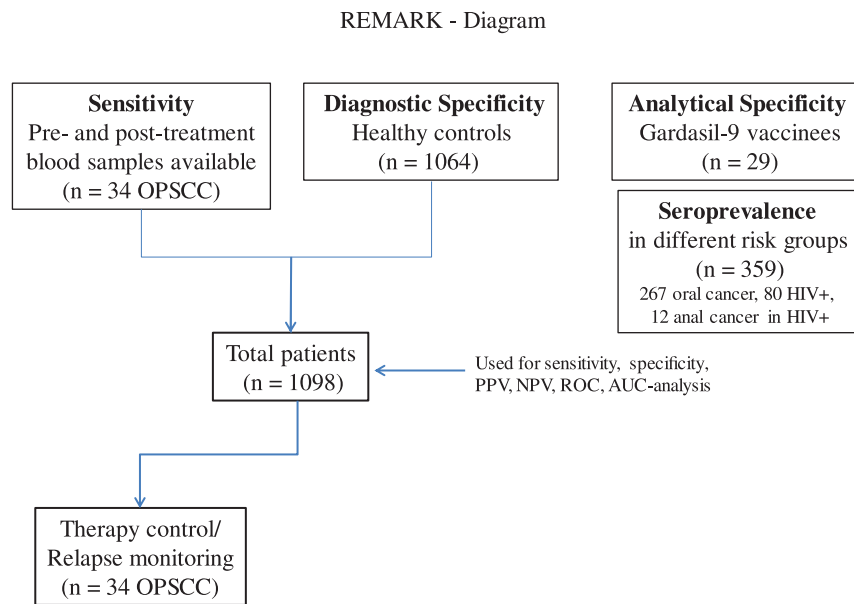 REMARK - Diagram
Sensitivity
Pre- and post-treatment
blood samples available
(n = 34 OPSCC)
Diagnostic Specificity
Healthy controls
(n = 1064)
Analytical Specificity
Gardasil-9 vaccinees
(n = 29)
Seroprevalence
in different risk groups
(n = 359)
267 oral cancer, 80 HIV+,
12 anal cancer in HIV+
Total patients
(n = 1098)
Used for sensitivity, specificity,
PPV, NPV, ROC, AUC-analysis
Therapy control/
Relapse monitoring
(n = 34 OPSCC)